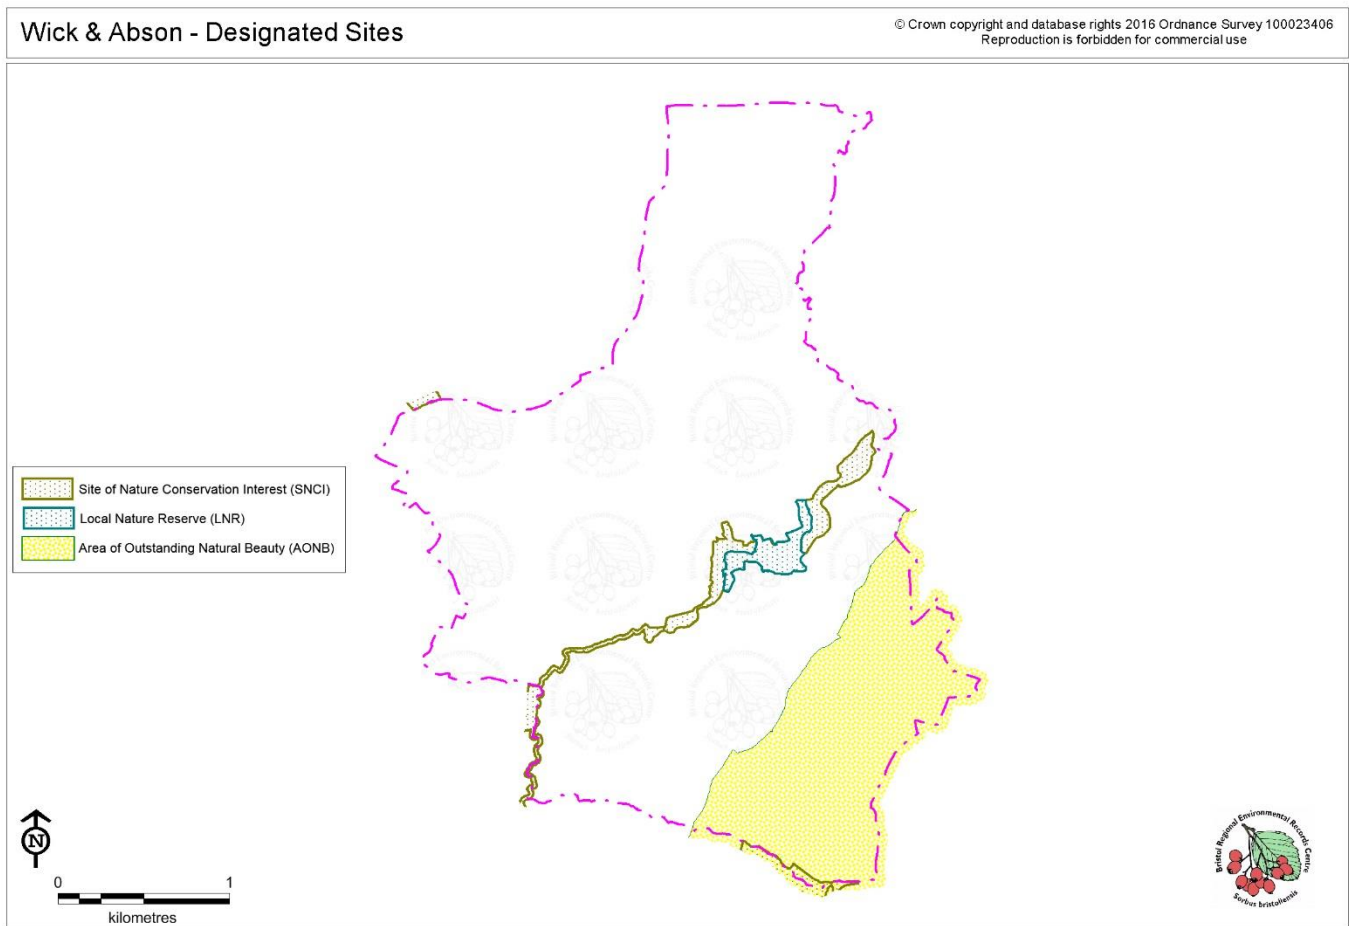 Wick & Abson - Designated Sites
© Crown copyright and database rights 2016 Ordnance Survey 100023406
Reproduction is forbidden for commercial use
Site of Nature Conservation Interest (SNCI)
Local Nature Reserve (LNR)
Area of Outstanding Natural Beauty (AONB)
N
0 1
kilometres
Bristol Regional Environmental Records Centre
Sorbus bristoliensis